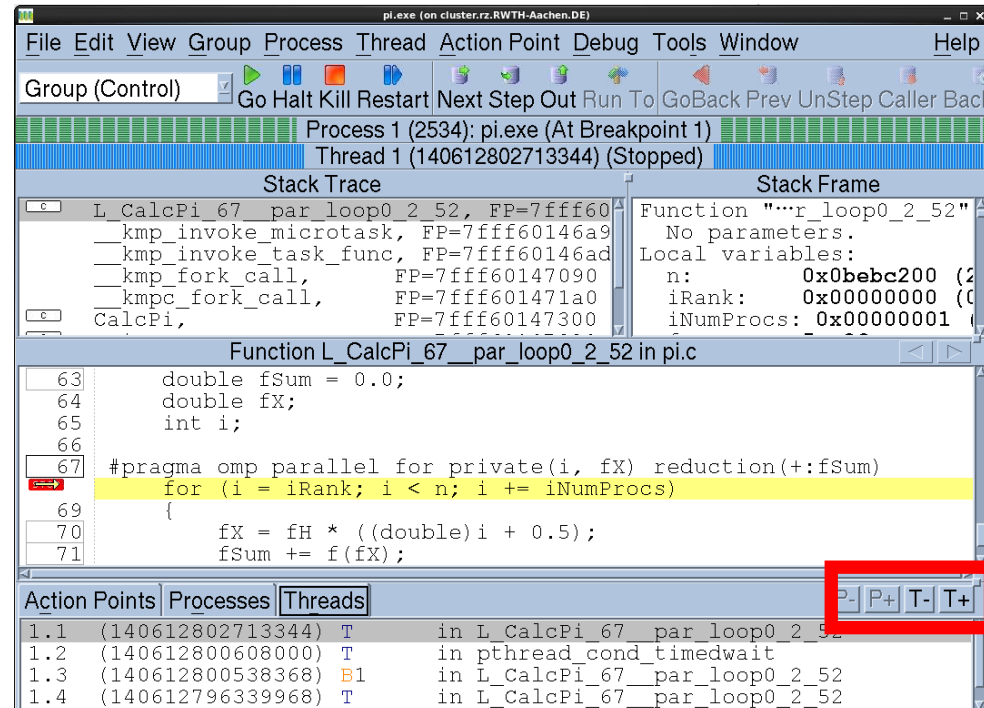 pi.exe (on cluster.rz.RWTH-Aachen.DE)
File Edit View Group Process Thread Action Point Debug Tools Window Help
Group (Control) Go Halt Kill Restart Next Step Out Run To GoBack Prev UnStep Caller Bac
Process 1 (2534): pi.exe (At Breakpoint 1)
Thread 1 (140612802713344) (Stopped)
Stack Trace
C L_CalcPi_67__par_loop0_2_52, FP=7fff60
__kmp_invoke_microtask, FP=7fff60146a9
__kmp_invoke_task_func, FP=7fff60146ad
__kmp_fork_call, FP=7fff60147090
__kmpc_fork_call, FP=7fff601471a0
C CalcPi, FP=7fff60147300
Stack Frame
Function "…r_loop0_2_52"
No parameters.
Local variables:
n: 0x0bebc200 (2
iRank: 0x00000000 (0
iNumProcs: 0x00000001 (
Function L_CalcPi_67__par_loop0_2_52 in pi.c
63 double fSum = 0.0;
64 double fX;
65 int i;
66
67 #pragma omp parallel for private(i, fX) reduction(+:fSum)
for (i = iRank; i < n; i += iNumProcs)
69 {
70 fX = fH * ((double)i + 0.5);
71 fSum += f(fX);
Action Points Processes Threads P- P+ T- T+
1.1 (140612802713344) T in L_CalcPi_67__par_loop0_2_52
1.2 (140612800608000) T in pthread_cond_timedwait
1.3 (140612800538368) B1 in L_CalcPi_67__par_loop0_2_52
1.4 (140612796339968) T in L_CalcPi_67__par_loop0_2_52